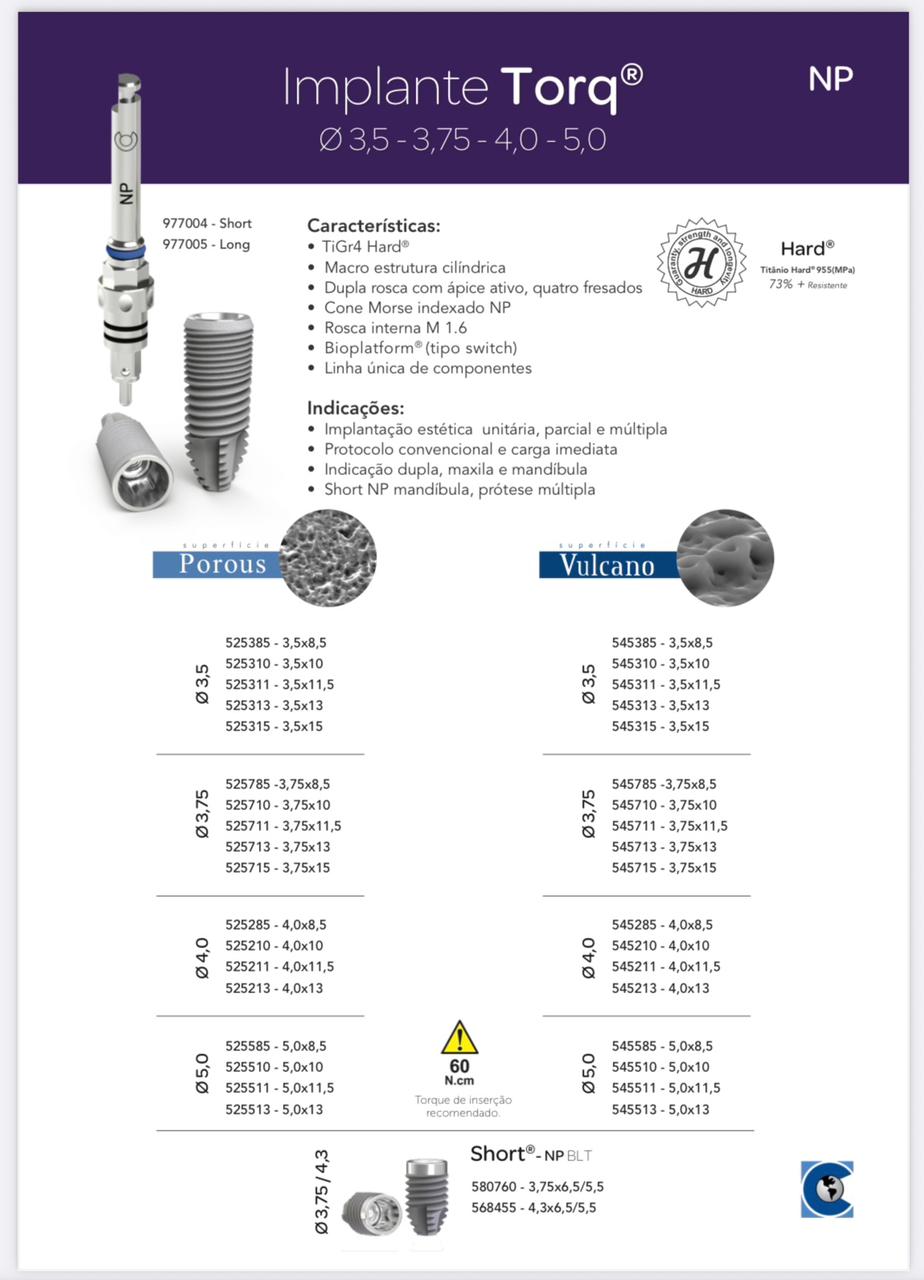 Implante Torq®
NP
Ø 3,5 - 3,75 - 4,0 - 5,0
NP
977004 - Short
977005 - Long
Características:
• TiGr4 Hard®
• Macro estrutura cilíndrica
• Dupla rosca com ápice ativo, quatro fresados
• Cone Morse indexado NP
• Rosca interna M 1.6
• Bioplatform® (tipo switch)
• Linha única de componentes
Guaranty, strength and longevity
H
HARD
Hard®
Titânio Hard® 955(MPa)
73% + Resistente
Indicações:
• Implantação estética unitária, parcial e múltipla
• Protocolo convencional e carga imediata
• Indicação dupla, maxila e mandíbula
• Short NP mandíbula, prótese múltipla
superfície
Porous
Ø 3,5
525385 - 3,5x8,5
525310 - 3,5x10
525311 - 3,5x11,5
525313 - 3,5x13
525315 - 3,5x15
Ø 3,75
525785 -3,75x8,5
525710 - 3,75x10
525711 - 3,75x11,5
525713 - 3,75x13
525715 - 3,75x15
Ø 4,0
525285 - 4,0x8,5
525210 - 4,0x10
525211 - 4,0x11,5
525213 - 4,0x13
Ø 5,0
525585 - 5,0x8,5
525510 - 5,0x10
525511 - 5,0x11,5
525513 - 5,0x13
superfície
Vulcano
Ø 3,5
545385 - 3,5x8,5
545310 - 3,5x10
545311 - 3,5x11,5
545313 - 3,5x13
545315 - 3,5x15
Ø 3,75
545785 -3,75x8,5
545710 - 3,75x10
545711 - 3,75x11,5
545713 - 3,75x13
545715 - 3,75x15
Ø 4,0
545285 - 4,0x8,5
545210 - 4,0x10
545211 - 4,0x11,5
545213 - 4,0x13
Ø 5,0
545585 - 5,0x8,5
545510 - 5,0x10
545511 - 5,0x11,5
545513 - 5,0x13
60
N.cm
Torque de inserção
recomendado.
Ø 3,75 / 4,3
Short® - NP BLT
580760 - 3,75x6,5/5,5
568455 - 4,3x6,5/5,5